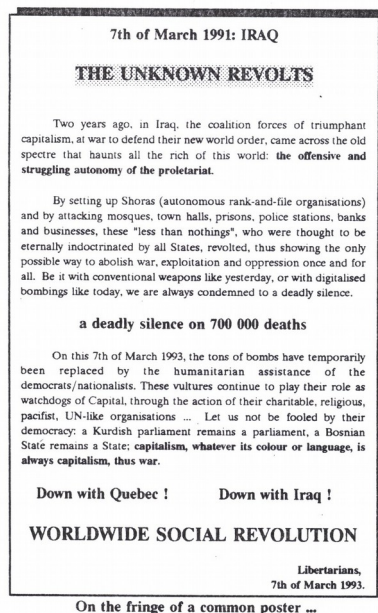 7th of March 1991: IRAQ
THE UNKNOWN REVOLTS
Two years ago, in Iraq, the coalition forces of triumphant
capitalism, at war to defend their new world order, came across the old
spectre that haunts all the rich of this world: the offensive and
struggling autonomy of the proletariat.
By setting up Shoras (autonomous rank-and-file organisations)
and by attacking mosques, town halls, prisons, police stations, banks
and businesses, these "less than nothings", who were thought to be
eternally indoctrinated by all States, revolted, thus showing the only
possible way to abolish war, exploitation and oppression once and for
all. Be it with conventional weapons like yesterday, or with digitalised
bombings like today, we are always condemned to a deadly silence.
a deadly silence on 700 000 deaths
On this 7th of March 1993, the tons of bombs have temporarily
been replaced by the humanitarian assistance of the
democrats/nationalists. These vultures continue to play their role as
watchdogs of Capital, through the action of their charitable, religious,
pacifist, UN-like organisations ... Let us not be fooled by their
democracy: a Kurdish parliament remains a parliament, a Bosnian
State remains a State; capitalism, whatever its colour or language, is
always capitalism, thus war.
Down with Quebec ! Down with Iraq !
WORLDWIDE SOCIAL REVOLUTION
Libertarians,
7th of March 1993.
On the fringe of a common poster ...